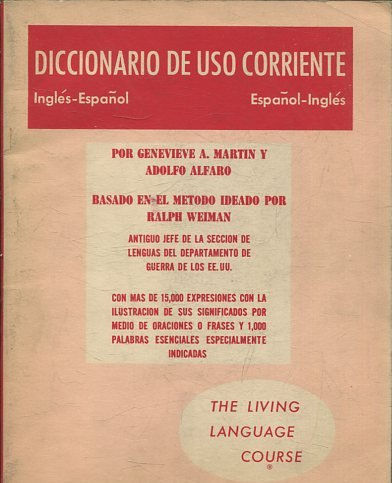 DICCIONARIO DE USO CORRIENTE
Inglés-Español Español-Inglés
POR GENEVIEVE A. MARTIN Y
ADOLFO ALFARO
BASADO EN EL METODO IDEADO POR
RALPH WEIMAN
ANTIGUO JEFE DE LA SECCION DE
LENGUAS DEL DEPARTAMENTO DE
GUERRA DE LOS EE. UU.
CON MAS DE 15,000 EXPRESIONES CON LA
ILUSTRACION DE SUS SIGNIFICADOS POR
MEDIO DE ORACIONES O FRASES Y 1,000
PALABRAS ESENCIALES ESPECIALMENTE
INDICADAS
THE LIVING
LANGUAGE
COURSE
®